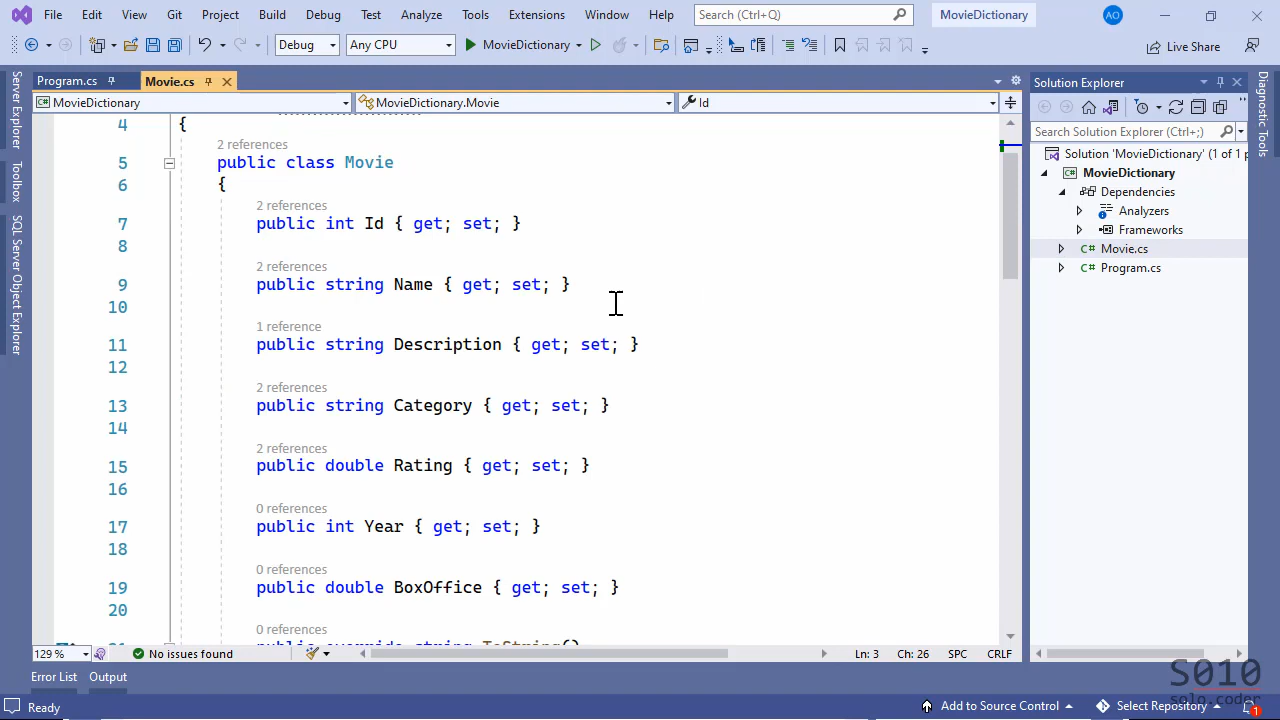 File Edit View Git Project Build Debug Test Analyze Tools Extensions Window Help Search (Ctrl+Q) MovieDictionary AO
Debug Any CPU MovieDictionary Live Share
Program.cs Movie.cs
MovieDictionary MovieDictionary.Movie Id
Server Explorer
Toolbox
SQL Server Object Explorer
4 {
2 references
5 public class Movie
6 {
2 references
7 public int Id { get; set; }
8
2 references
9 public string Name { get; set; }
10
1 reference
11 public string Description { get; set; }
12
2 references
13 public string Category { get; set; }
14
2 references
15 public double Rating { get; set; }
16
0 references
17 public int Year { get; set; }
18
0 references
19 public double BoxOffice { get; set; }
20
0 references
public override string ToString()
129 % No issues found Ln: 3 Ch: 26 SPC CRLF
Solution Explorer
Search Solution Explorer (Ctrl+;)
Solution 'MovieDictionary' (1 of 1 p
MovieDictionary
Dependencies
Analyzers
Frameworks
Movie.cs
Program.cs
Diagnostic Tools
Error List Output
S010
solo.coder
Ready Add to Source Control Select Repository 1